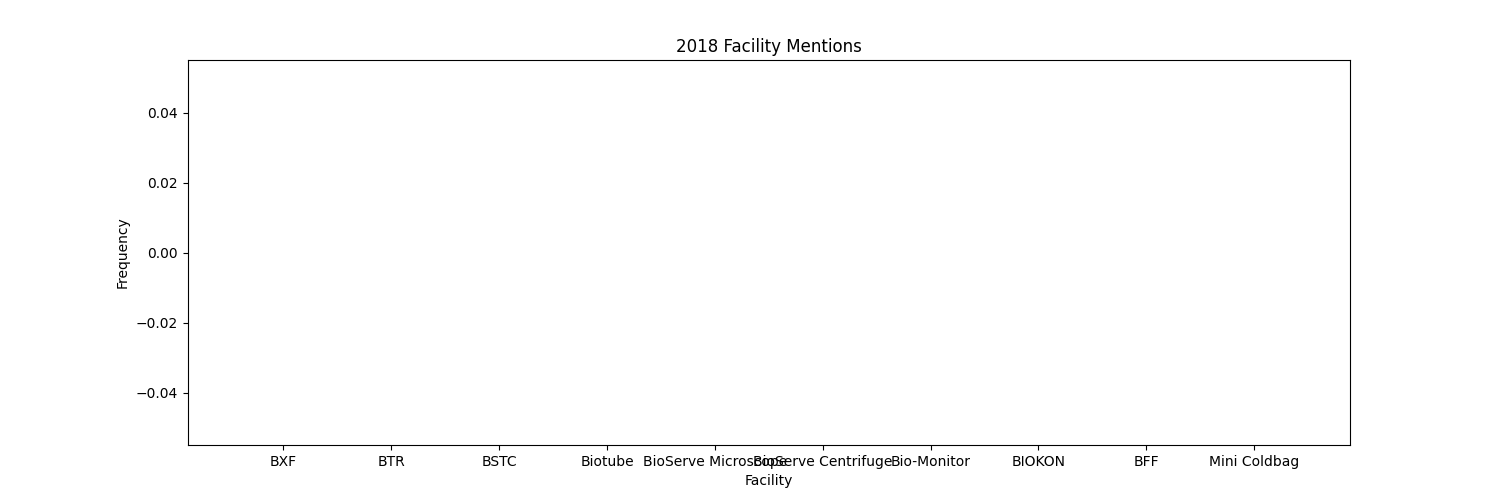 2018 Facility Mentions
0.04
0.02
0.00
−0.02
−0.04
Frequency
BXF BTR BSTC Biotube BioServe Microscope BioServe Centrifuge Bio-Monitor BIOKON BFF Mini Coldbag
Facility